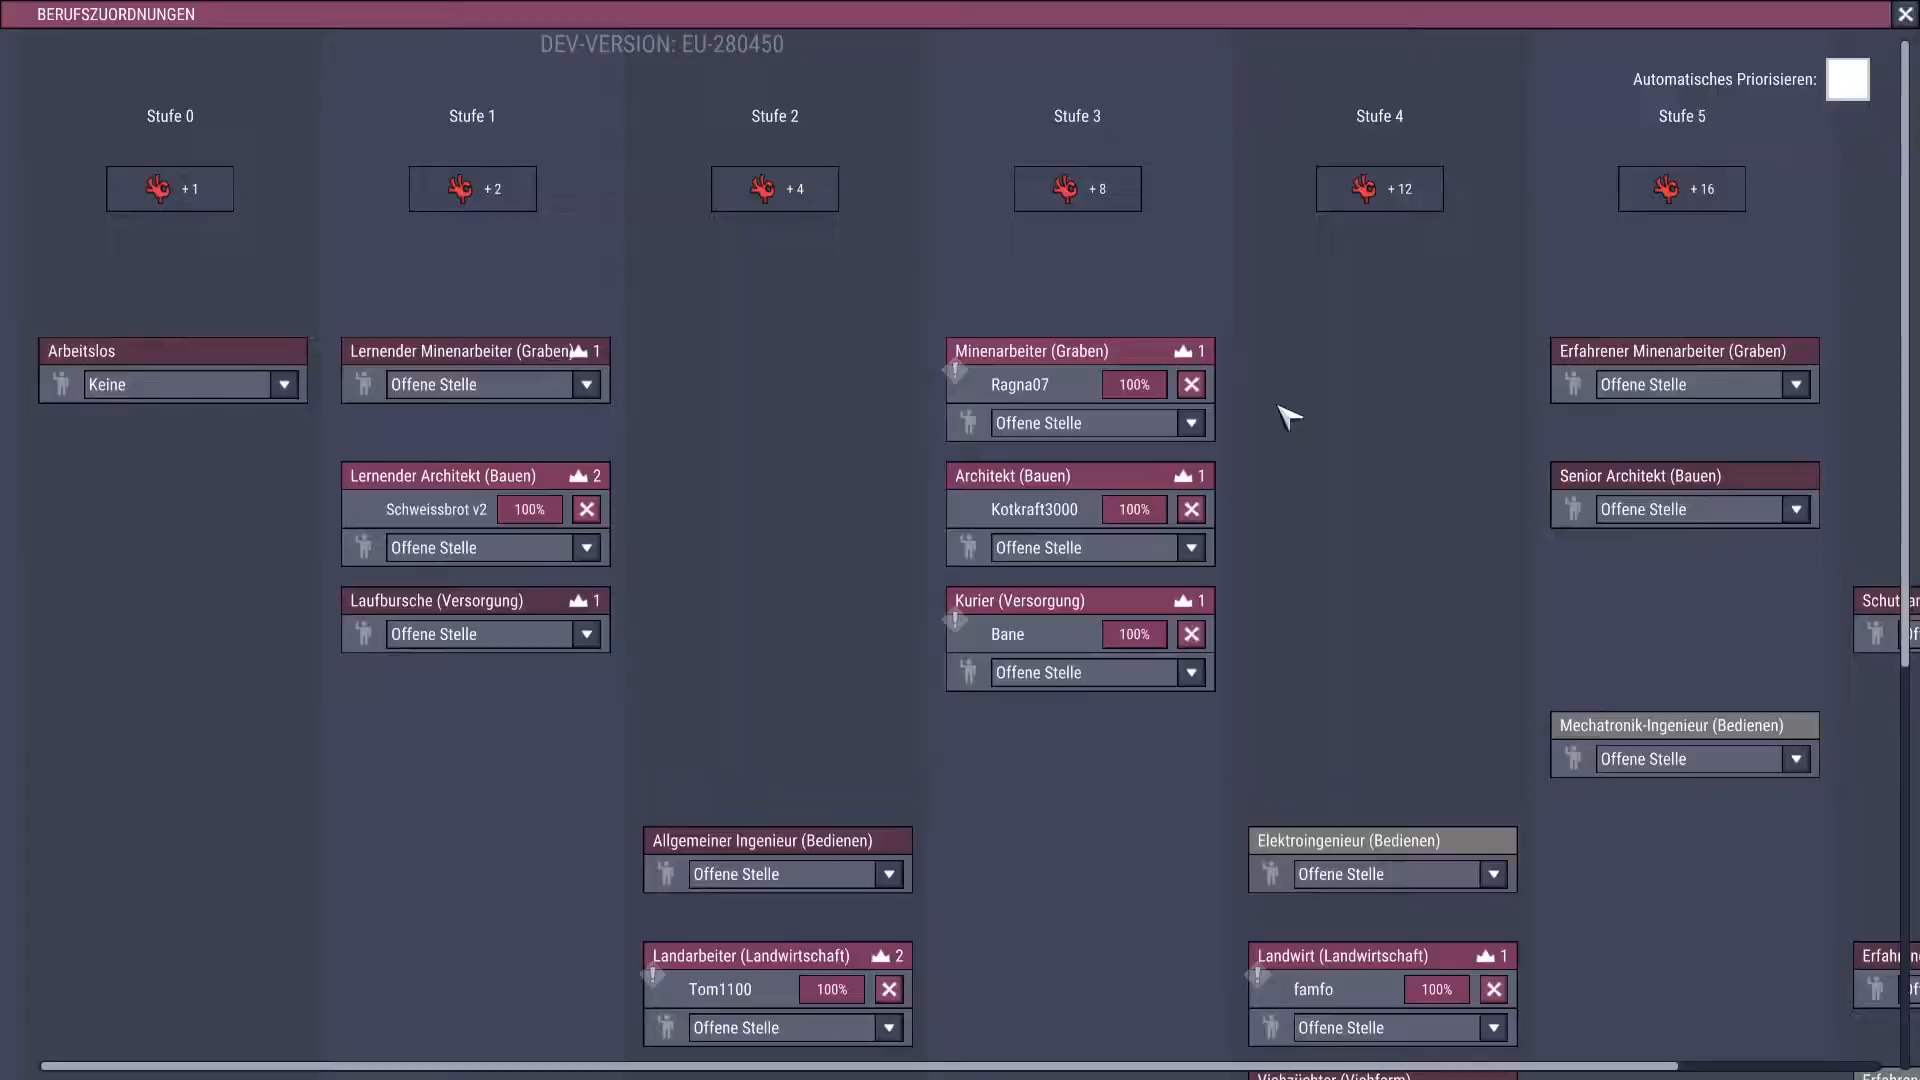 BERUFSZUORDNUNGEN
DEV-VERSION: EU-280450
Automatisches Priorisieren:
Stufe 0
Stufe 1
Stufe 2
Stufe 3
Stufe 4
Stufe 5
+ 1
+ 2
+ 4
+ 8
+ 12
+ 16
Arbeitslos
Keine
Lernender Minenarbeiter (Graben) 1
Offene Stelle
Minenarbeiter (Graben) 1
Ragna07 100%
Offene Stelle
Erfahrener Minenarbeiter (Graben)
Offene Stelle
Lernender Architekt (Bauen) 2
Schweissbrot v2 100%
Offene Stelle
Architekt (Bauen) 1
Kotkraft3000 100%
Offene Stelle
Senior Architekt (Bauen)
Offene Stelle
Laufbursche (Versorgung) 1
Offene Stelle
Kurier (Versorgung) 1
Bane 100%
Offene Stelle
Mechatronik-Ingenieur (Bedienen)
Offene Stelle
Allgemeiner Ingenieur (Bedienen)
Offene Stelle
Elektroingenieur (Bedienen)
Offene Stelle
Landarbeiter (Landwirtschaft) 2
Tom1100 100%
Offene Stelle
Landwirt (Landwirtschaft) 1
famfo 100%
Offene Stelle